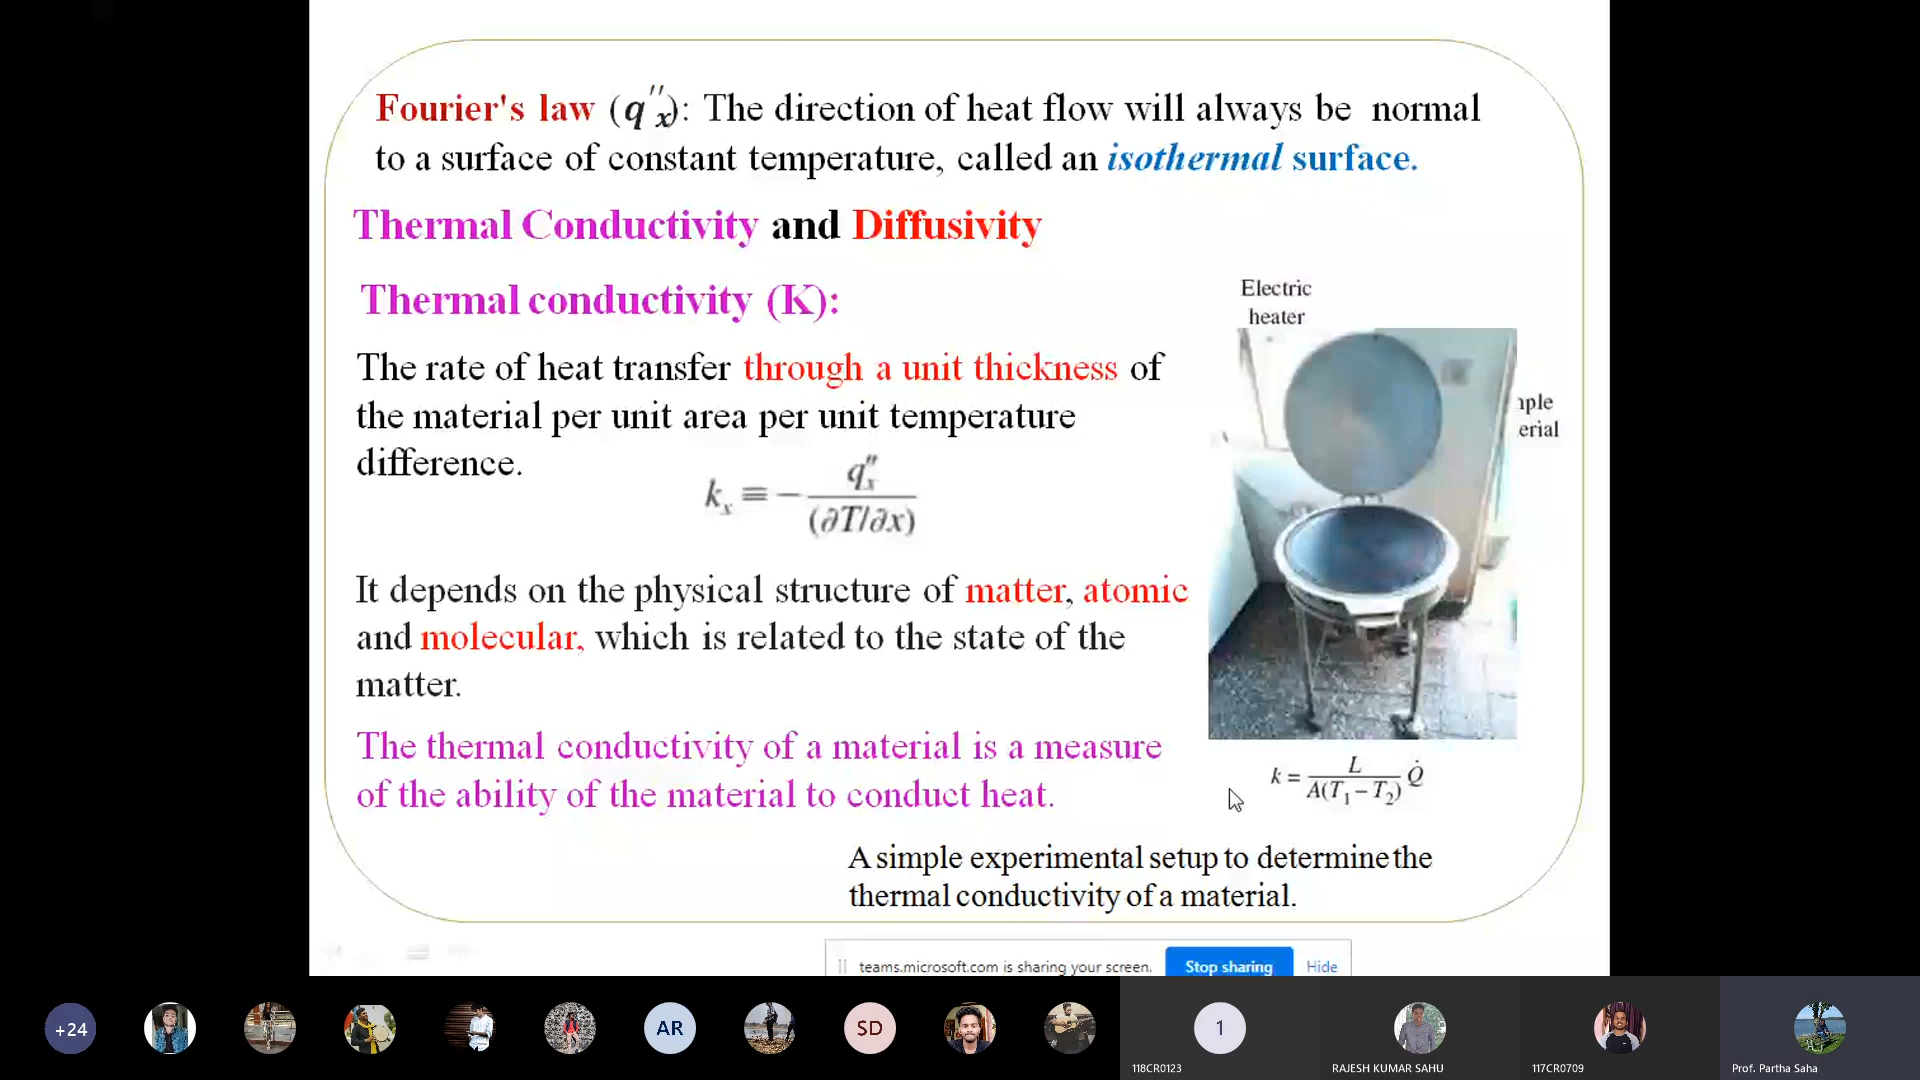 Fourier's law (q''x): The direction of heat flow will always be normal
to a surface of constant temperature, called an isothermal surface.
Thermal Conductivity and Diffusivity
Thermal conductivity (K):
Electric
heater
The rate of heat transfer through a unit thickness of
the material per unit area per unit temperature
difference.
nple
erial
kx ≡ − q''x / (∂T/∂x)
It depends on the physical structure of matter, atomic
and molecular, which is related to the state of the
matter.
The thermal conductivity of a material is a measure
of the ability of the material to conduct heat.
k = L / A(T1 − T2) Q̇
A simple experimental setup to determine the
thermal conductivity of a material.
teams.microsoft.com is sharing your screen. Stop sharing Hide
+24 AR SD 1
118CR0123 RAJESH KUMAR SAHU 117CR0709 Prof. Partha Saha